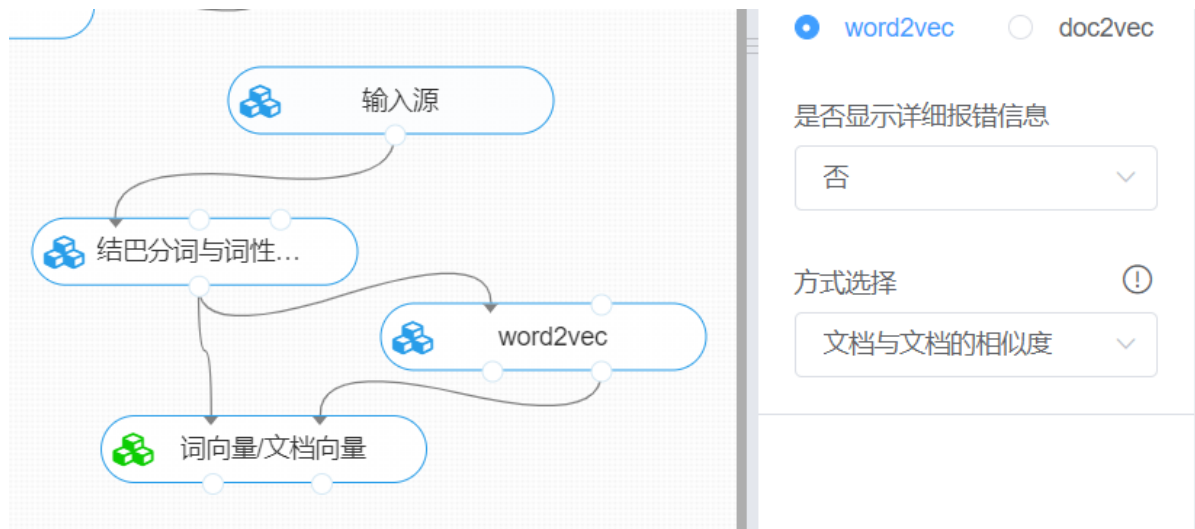 输入源
结巴分词与词性...
word2vec
词向量/文档向量
word2vec
doc2vec
是否显示详细报错信息
否
方式选择
文档与文档的相似度